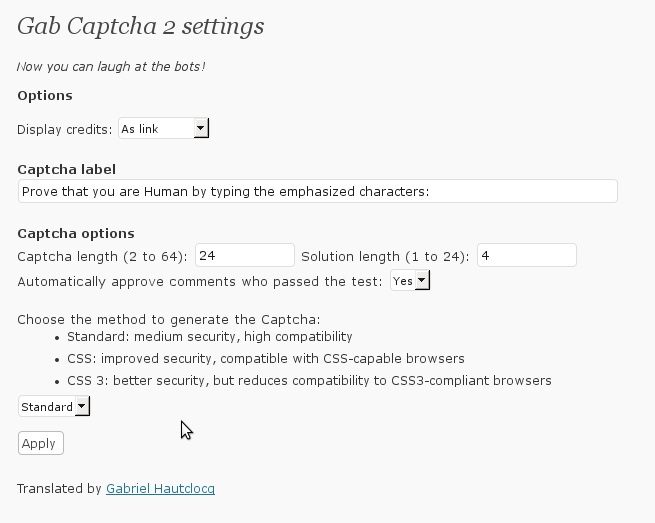 Gab Captcha 2 settings
Now you can laugh at the bots!
Options
Display credits: As link
Captcha label
Prove that you are Human by typing the emphasized characters:
Captcha options
Captcha length (2 to 64): 24 Solution length (1 to 24): 4
Automatically approve comments who passed the test: Yes
Choose the method to generate the Captcha:
• Standard: medium security, high compatibility
• CSS: improved security, compatible with CSS-capable browsers
• CSS 3: better security, but reduces compatibility to CSS3-compliant browsers
Standard
Apply
Translated by Gabriel Hautclocq